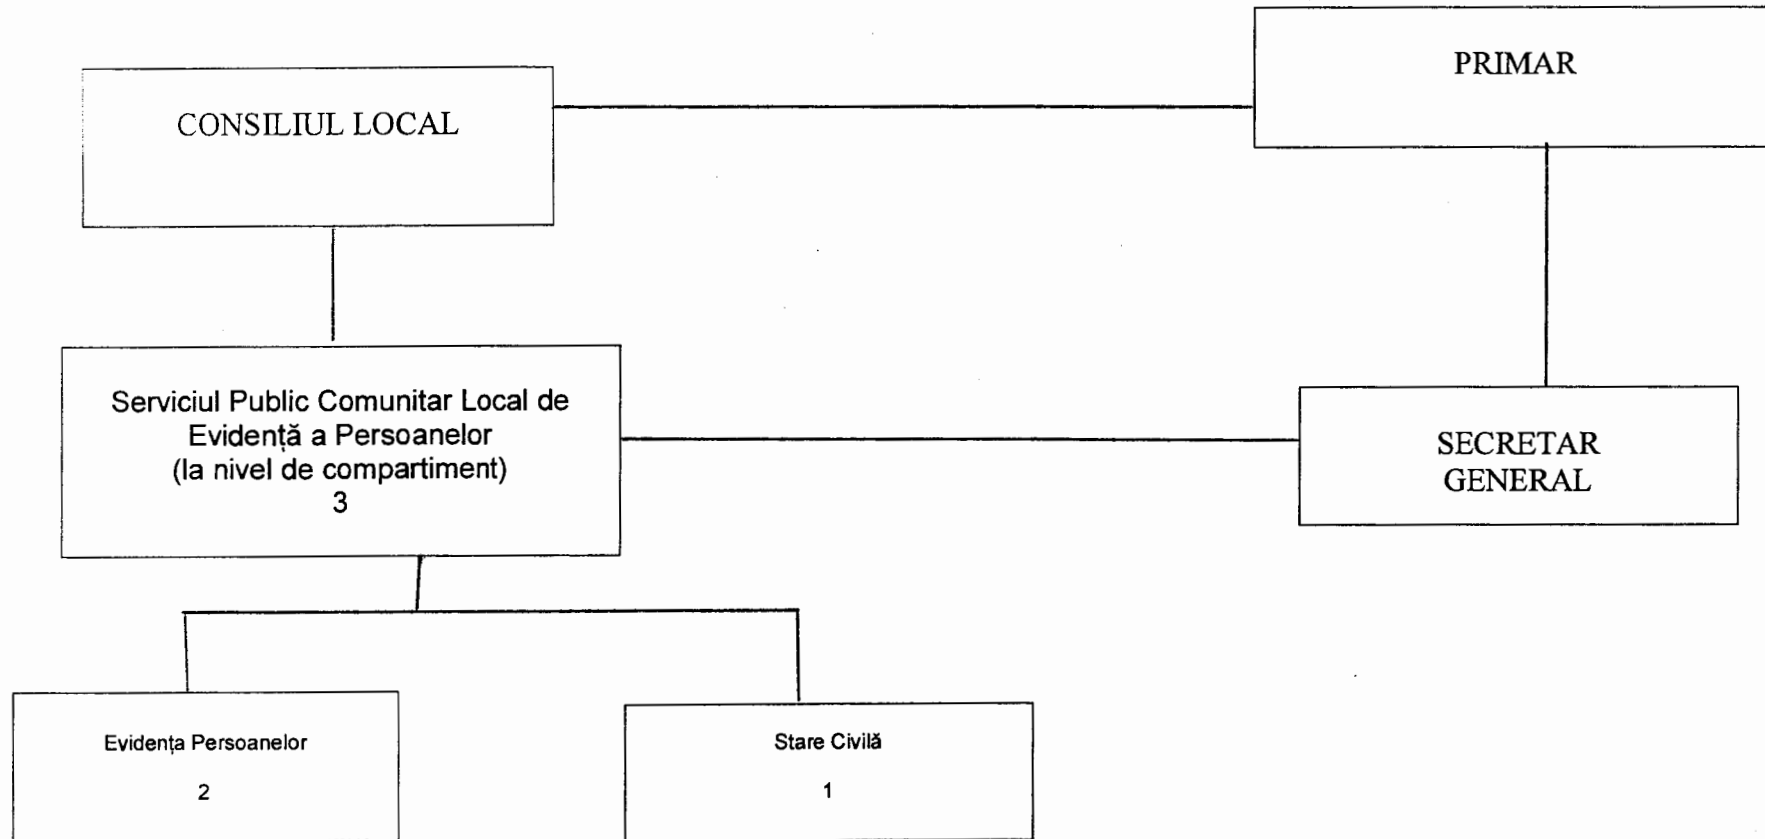 PRIMAR
CONSILIUL LOCAL
Serviciul Public Comunitar Local de
Evidență a Persoanelor
(la nivel de compartiment)
3
SECRETAR
GENERAL
Evidența Persoanelor
2
Stare Civilă
1